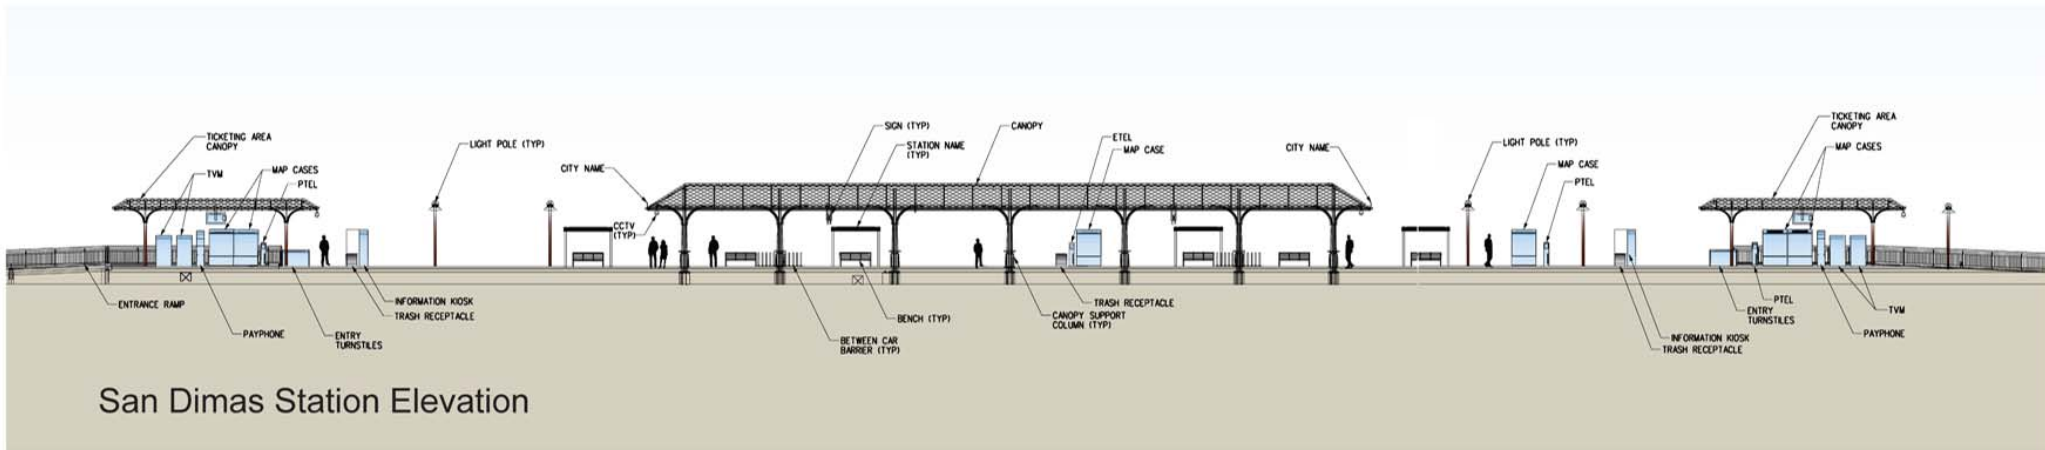 TICKETING AREA
CANOPY
TVM
MAP CASES
PTEL
LIGHT POLE (TYP)
CITY NAME
CCTV
(TYP)
SIGN (TYP)
STATION NAME
(TYP)
CANOPY
ETEL
MAP CASE
CITY NAME
LIGHT POLE (TYP)
MAP CASE
PTEL
TICKETING AREA
CANOPY
MAP CASES
ENTRANCE RAMP
PAYPHONE
ENTRY
TURNSTILES
INFORMATION KIOSK
TRASH RECEPTACLE
BETWEEN CAR
BARRIER (TYP)
BENCH (TYP)
TRASH RECEPTACLE
CANOPY SUPPORT
COLUMN (TYP)
INFORMATION KIOSK
TRASH RECEPTACLE
PTEL
ENTRY
TURNSTILES
TVM
PAYPHONE
San Dimas Station Elevation